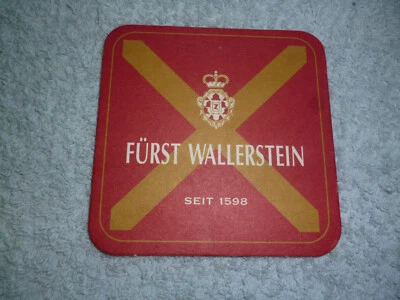 FÜRST WALLERSTEIN
SEIT 1598